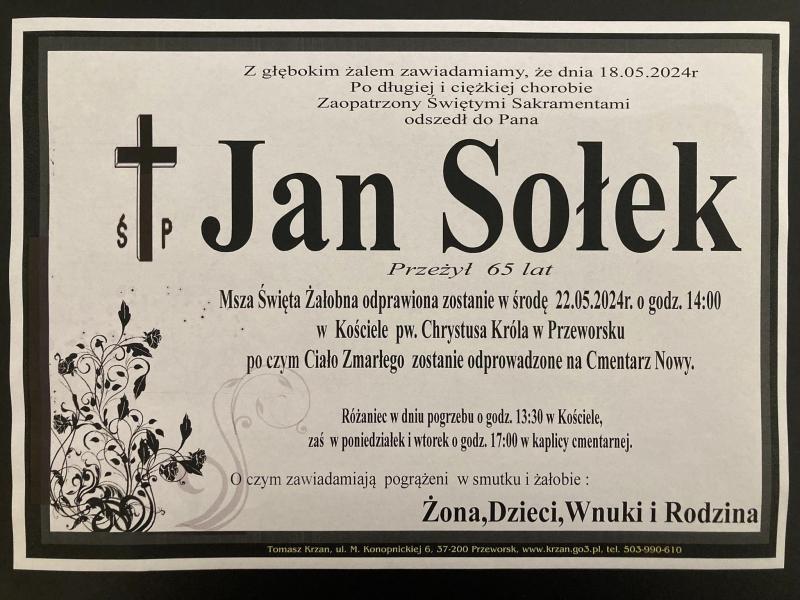 Z głębokim żalem zawiadamiamy, że dnia 18.05.2024r
Po długiej i ciężkiej chorobie
Zaopatrzony Świętymi Sakramentami
odszedł do Pana
Ś P
Jan Sołek
Przeżył 65 lat
Msza Święta Żałobna odprawiona zostanie w środę 22.05.2024r. o godz. 14:00
w Kościele pw. Chrystusa Króla w Przeworsku
po czym Ciało Zmarłego zostanie odprowadzone na Cmentarz Nowy.
Różaniec w dniu pogrzebu o godz. 13:30 w Kościele,
zaś w poniedziałek i wtorek o godz. 17:00 w kaplicy cmentarnej.
O czym zawiadamiają pogrążeni w smutku i żałobie :
Żona,Dzieci,Wnuki i Rodzina
Tomasz Krzan, ul. M. Konopnickiej 6, 37-200 Przeworsk, www.krzan.go3.pl, tel. 503-990-610